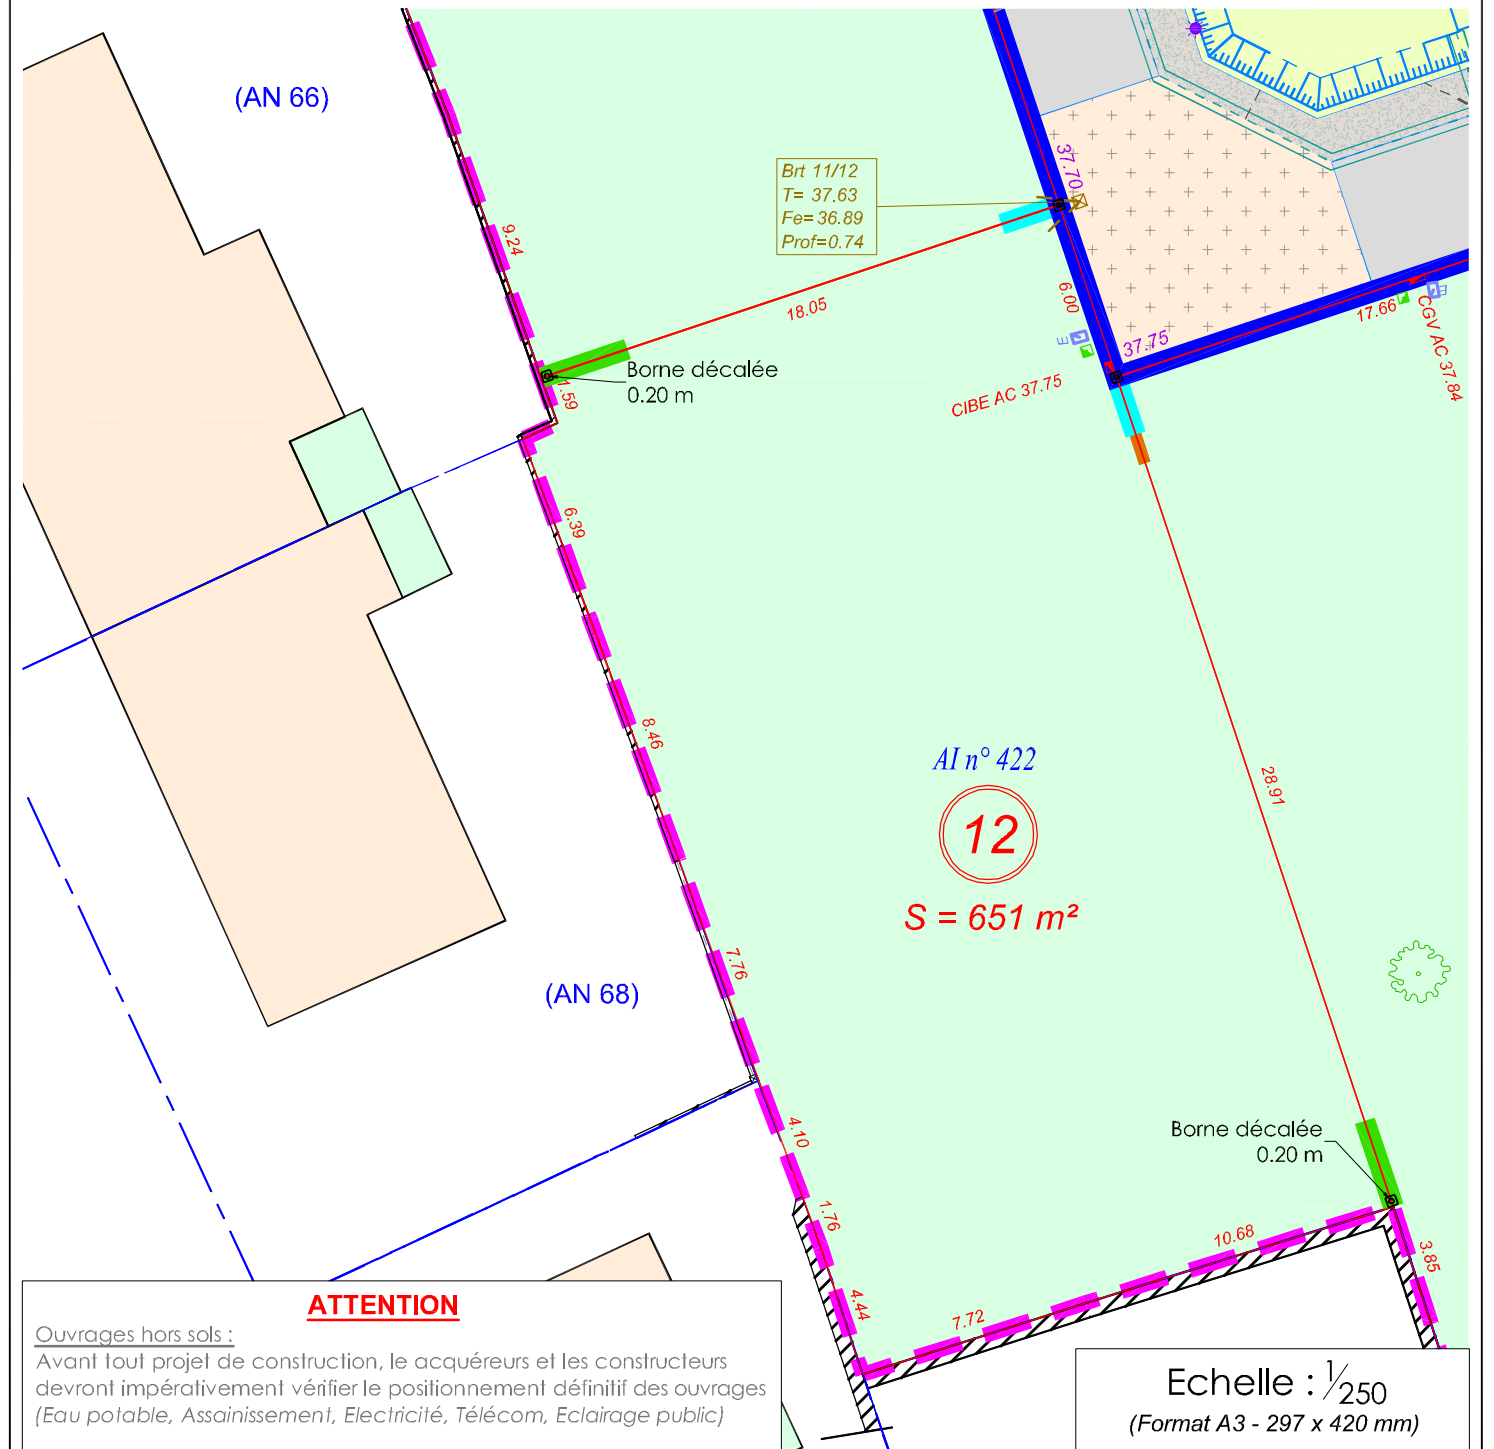 (AN 66)
9.24
Brt 11/12
T= 37.63
Fe=36.89
Prof=0.74
37.70
18.05
6.00
E
37.75
17.66
E
CGV AC 37.84
CIBE AC 37.75
Borne décalée
0.20 m
1.59
6.39
8.46
AI n° 422
12
S = 651 m²
28.91
7.76
(AN 68)
4.10
1.76
4.44
Borne décalée
0.20 m
10.68
7.72
3.85
ATTENTION
Ouvrages hors sols :
Avant tout projet de construction, le acquéreurs et les constructeurs
devront impérativement vérifier le positionnement définitif des ouvrages
(Eau potable, Assainissement, Electricité, Télécom, Eclairage public)
Echelle : 1/250
(Format A3 - 297 x 420 mm)